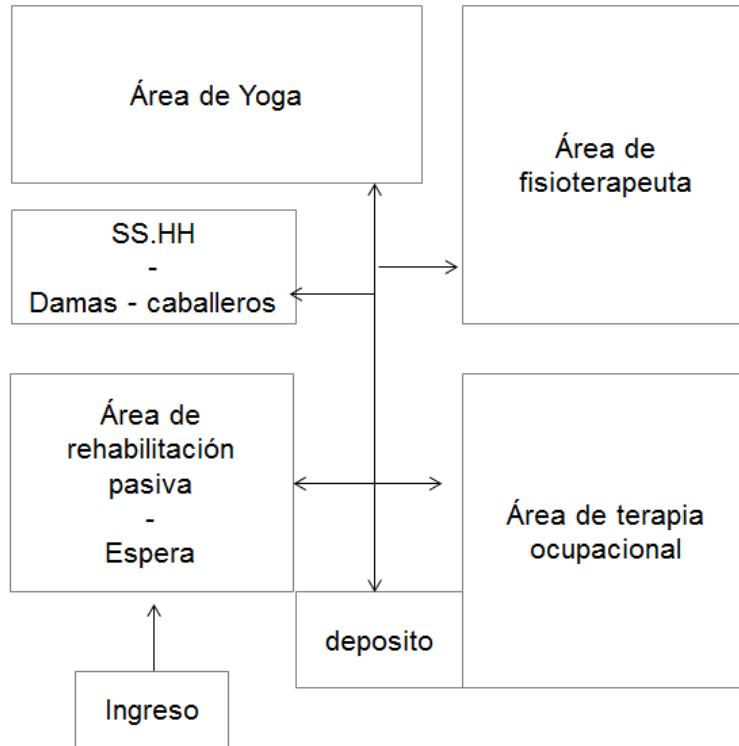 Área de Yoga
Área de
fisioterapeuta
SS.HH
-
Damas - caballeros
Área de
rehabilitación
pasiva
-
Espera
Área de terapia
ocupacional
deposito
Ingreso